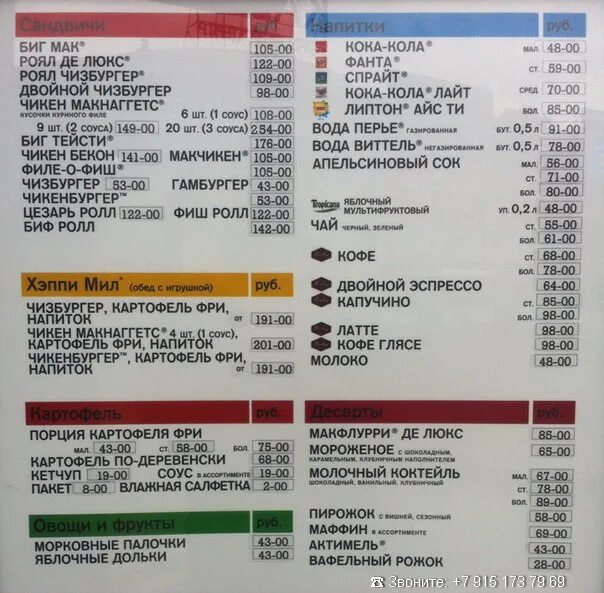 Сандвичи руб.
БИГ МАК® 105-00
РОЯЛ ДЕ ЛЮКС® 122-00
РОЯЛ ЧИЗБУРГЕР® 109-00
ДВОЙНОЙ ЧИЗБУРГЕР 98-00
ЧИКЕН МАКНАГГЕТС®
КУСОЧКИ КУРИНОГО ФИЛЕ 6 шт. (1 соус) 108-00
9 шт. (2 соуса) 149-00 20 шт. (3 соуса) 254-00
БИГ ТЕЙСТИ® 176-00
ЧИКЕН БЕКОН 141-00 МАКЧИКЕН® 105-00
ФИЛЕ-О-ФИШ® 105-00
ЧИЗБУРГЕР 53-00 ГАМБУРГЕР 43-00
ЧИКЕНБУРГЕР™ 53-00
ЦЕЗАРЬ РОЛЛ 122-00 ФИШ РОЛЛ 122-00
БИФ РОЛЛ 142-00
Хэппи Мил® (обед с игрушкой) руб.
ЧИЗБУРГЕР, КАРТОФЕЛЬ ФРИ,
НАПИТОК от 191-00
ЧИКЕН МАКНАГГЕТС® 4 шт. (1 соус),
КАРТОФЕЛЬ ФРИ, НАПИТОК 201-00
ЧИКЕНБУРГЕР™, КАРТОФЕЛЬ ФРИ,
НАПИТОК от 191-00
Картофель руб.
ПОРЦИЯ КАРТОФЕЛЯ ФРИ
МАЛ. 43-00 СТ. 58-00 БОЛ. 75-00
КАРТОФЕЛЬ ПО-ДЕРЕВЕНСКИ 68-00
КЕТЧУП 19-00 СОУС В АССОРТИМЕНТЕ 19-00
ПАКЕТ 8-00 ВЛАЖНАЯ САЛФЕТКА 2-00
Овощи и фрукты руб.
МОРКОВНЫЕ ПАЛОЧКИ 43-00
ЯБЛОЧНЫЕ ДОЛЬКИ 43-00
Напитки руб.
КОКА-КОЛА® МАЛ. 48-00
ФАНТА®
СПРАЙТ® СТ. 59-00
КОКА-КОЛА® ЛАЙТ СРЕД. 70-00
ЛИПТОН® АЙС ТИ БОЛ. 85-00
ВОДА ПЕРЬЕ® ГАЗИРОВАННАЯ БУТ. 0,5 л 91-00
ВОДА ВИТТЕЛЬ® НЕГАЗИРОВАННАЯ БУТ. 0,5 л 78-00
АПЕЛЬСИНОВЫЙ СОК МАЛ. 56-00
СТ. 71-00
БОЛ. 80-00
Tropicana ЯБЛОЧНЫЙ
МУЛЬТИФРУКТОВЫЙ УП. 0,2 л 48-00
ЧАЙ ЧЕРНЫЙ, ЗЕЛЕНЫЙ СТ. 55-00
БОЛ. 61-00
КОФЕ СТ. 68-00
БОЛ. 78-00
ДВОЙНОЙ ЭСПРЕССО 64-00
КАПУЧИНО СТ. 85-00
БОЛ. 98-00
ЛАТТЕ 98-00
КОФЕ ГЛЯСЕ 98-00
МОЛОКО 48-00
Десерты руб.
МАКФЛУРРИ® ДЕ ЛЮКС 85-00
МОРОЖЕНОЕ С ШОКОЛАДНЫМ,
КАРАМЕЛЬНЫМ, КЛУБНИЧНЫМ НАПОЛНИТЕЛЕМ 65-00
МОЛОЧНЫЙ КОКТЕЙЛЬ МАЛ. 67-00
ШОКОЛАДНЫЙ, ВАНИЛЬНЫЙ, КЛУБНИЧНЫЙ СТ. 78-00
БОЛ. 89-00
ПИРОЖОК С ВИШНЕЙ, СЕЗОННЫЙ 58-00
МАФФИН В АССОРТИМЕНТЕ 69-00
АКТИМЕЛЬ® 43-00
ВАФЕЛЬНЫЙ РОЖОК 28-00
☎ Звоните: +7 915 173 79 69